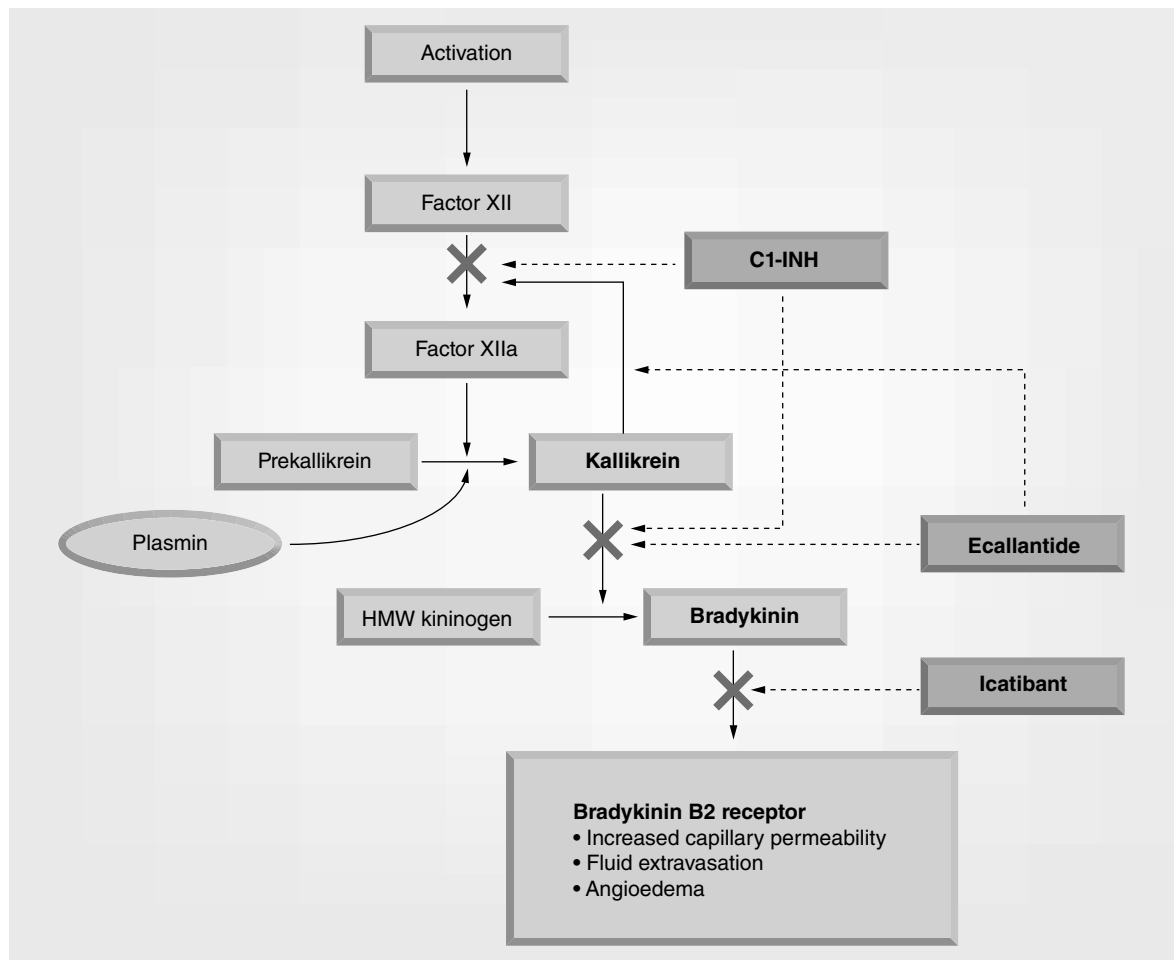 Activation
Factor XII
C1-INH
Factor XIIa
Prekallikrein
Kallikrein
Plasmin
Ecallantide
HMW kininogen
Bradykinin
Icatibant
Bradykinin B2 receptor
• Increased capillary permeability
• Fluid extravasation
• Angioedema